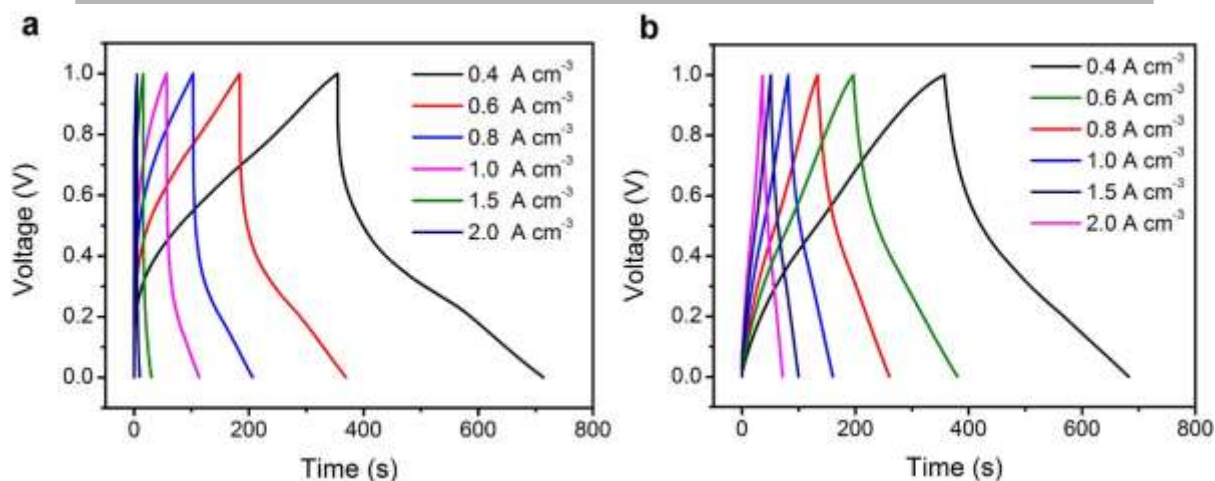 a
1.0
0.8
0.6
0.4
0.2
0.0
Voltage (V)
0.4 A cm⁻³
0.6 A cm⁻³
0.8 A cm⁻³
1.0 A cm⁻³
1.5 A cm⁻³
2.0 A cm⁻³
0 200 400 600 800
Time (s)
b
1.0
0.8
0.6
0.4
0.2
0.0
Voltage (V)
0.4 A cm⁻³
0.6 A cm⁻³
0.8 A cm⁻³
1.0 A cm⁻³
1.5 A cm⁻³
2.0 A cm⁻³
0 200 400 600 800
Time (s)